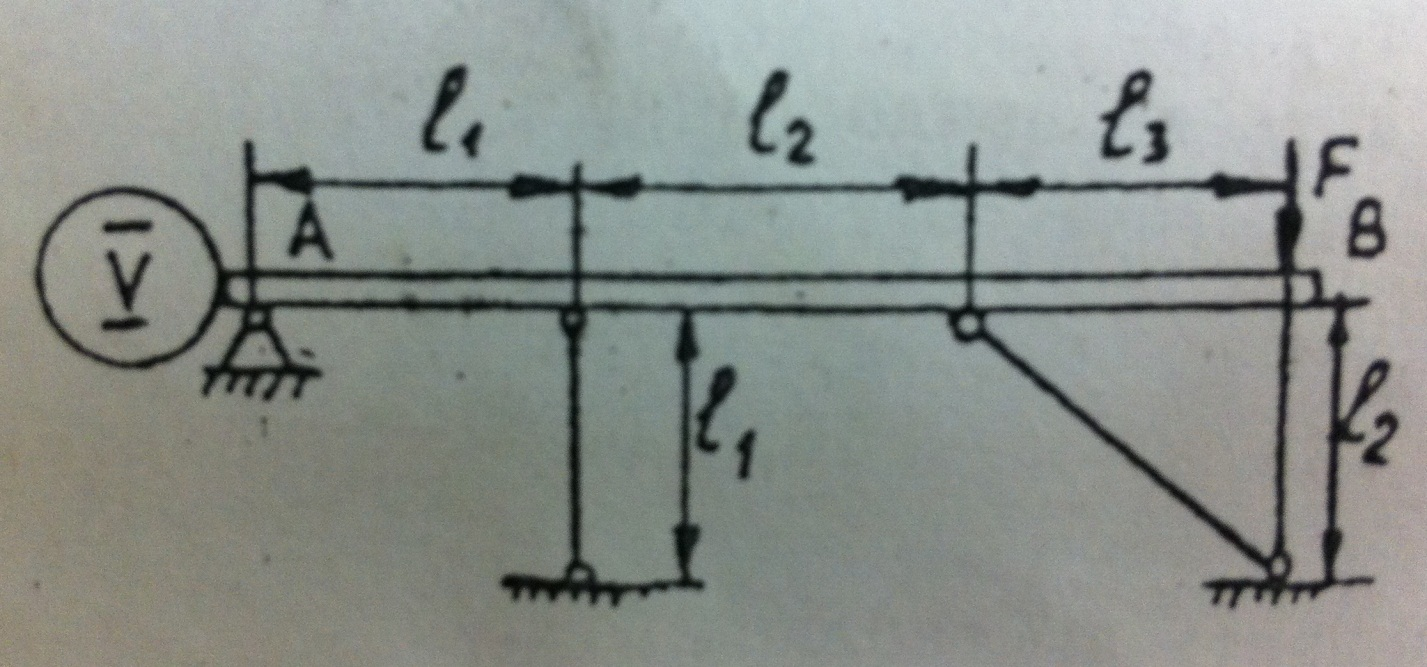 l₁ l₂ l₃ F
V A B
l₁ l₂